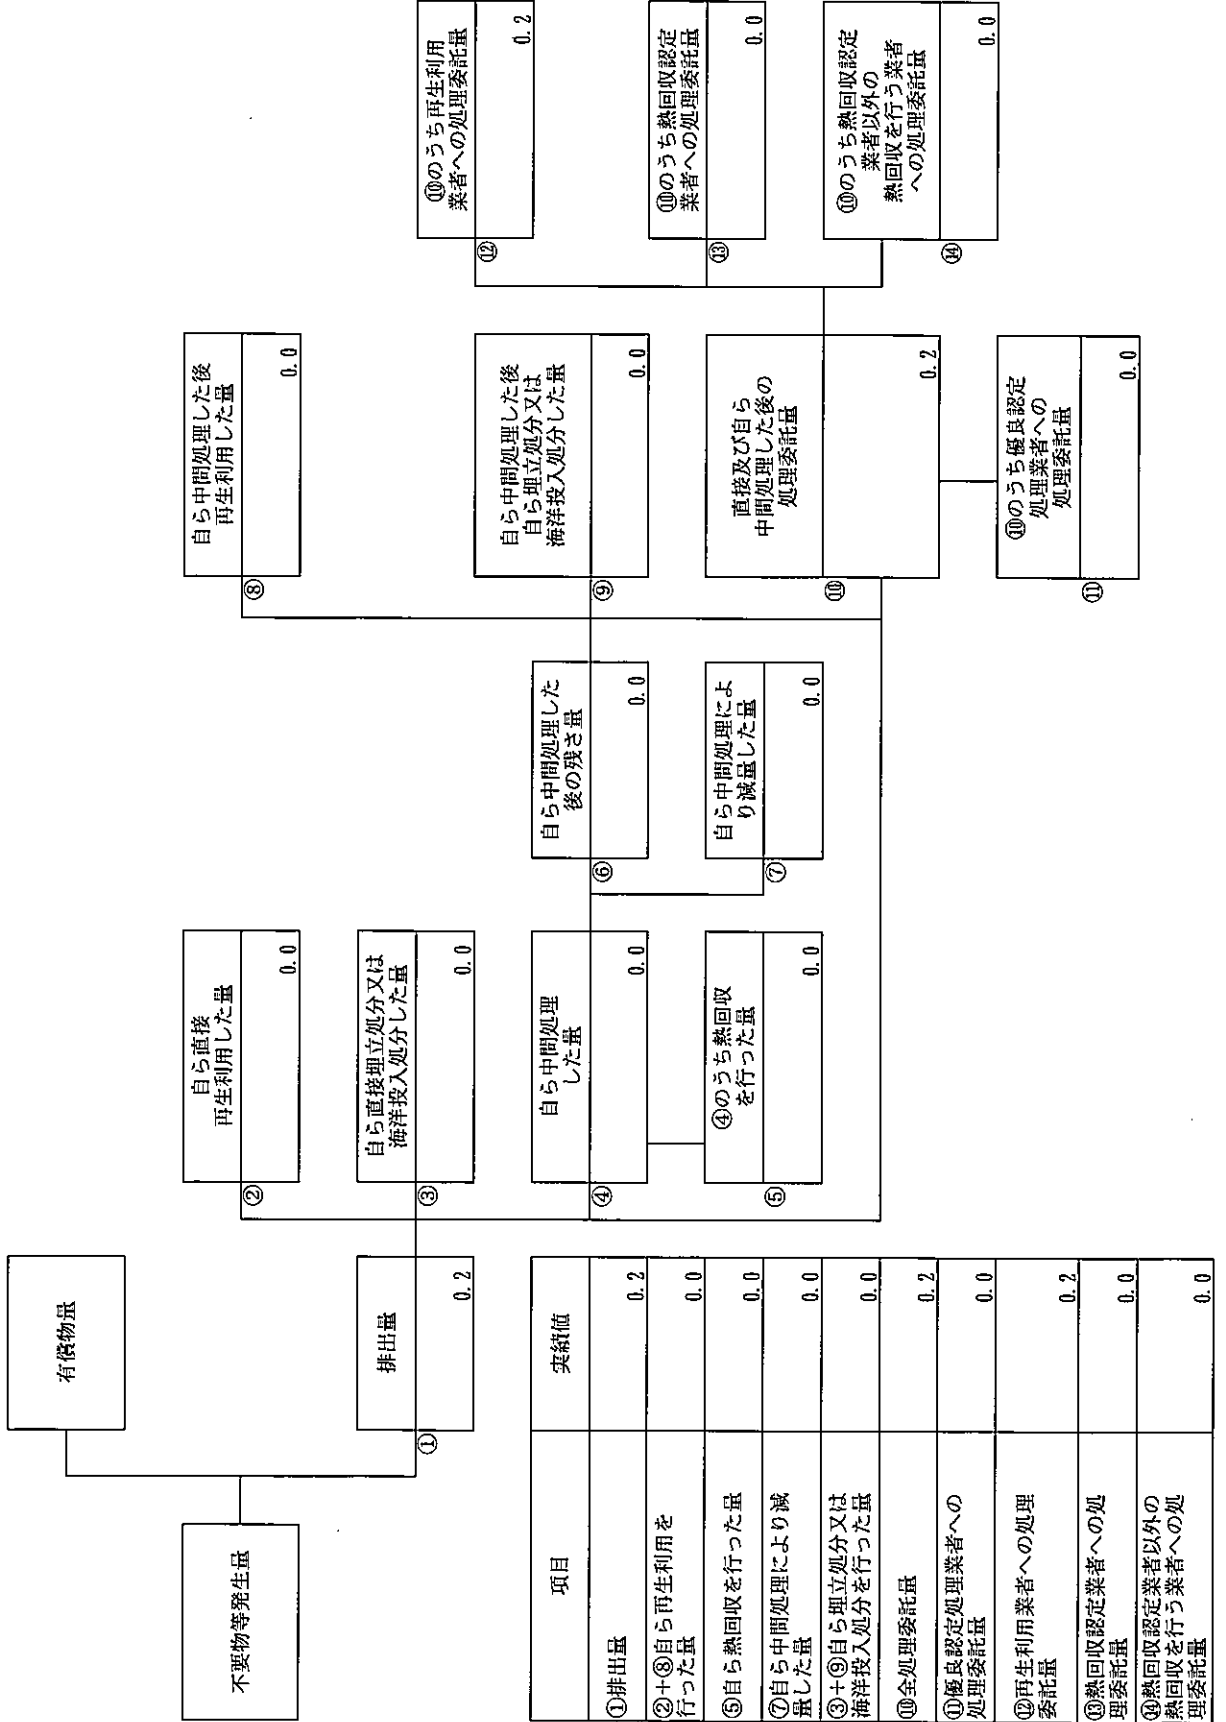 不要物等発生量
有償物量
①
排出量
0.2
②
自ら直接
再生利用した量
0.0
③
自ら直接埋立処分又は
海洋投入処分した量
0.0
④
自ら中間処理
した量
0.0
⑤
④のうち熱回収
を行った量
0.0
⑥
自ら中間処理した
後の残さ量
0.0
⑦
自ら中間処理によ
り減量した量
0.0
⑧
自ら中間処理した後
再生利用した量
0.0
⑨
自ら中間処理した後
自ら埋立処分又は
海洋投入処分した量
0.0
⑩
直接及び自ら
中間処理した後の
処理委託量
0.2
⑪
⑩のうち優良認定
処理業者への
処理委託量
0.0
⑫
⑩のうち再生利用
業者への処理委託量
0.2
⑬
⑩のうち熱回収認定
業者への処理委託量
0.0
⑭
⑩のうち熱回収認定
業者以外の
熱回収を行う業者
への処理委託量
0.0
項目 実績値
①排出量 0.2
②+⑧自ら再生利用を
行った量 0.0
⑤自ら熱回収を行った量 0.0
⑦自ら中間処理により減
量した量 0.0
③+⑨自ら埋立処分又は
海洋投入処分を行った量 0.0
⑩全処理委託量 0.2
⑪優良認定処理業者への
処理委託量 0.0
⑫再生利用業者への処理
委託量 0.2
⑬熱回収認定業者への処
理委託量 0.0
⑭熱回収認定業者以外の
熱回収を行う業者への処
理委託量 0.0